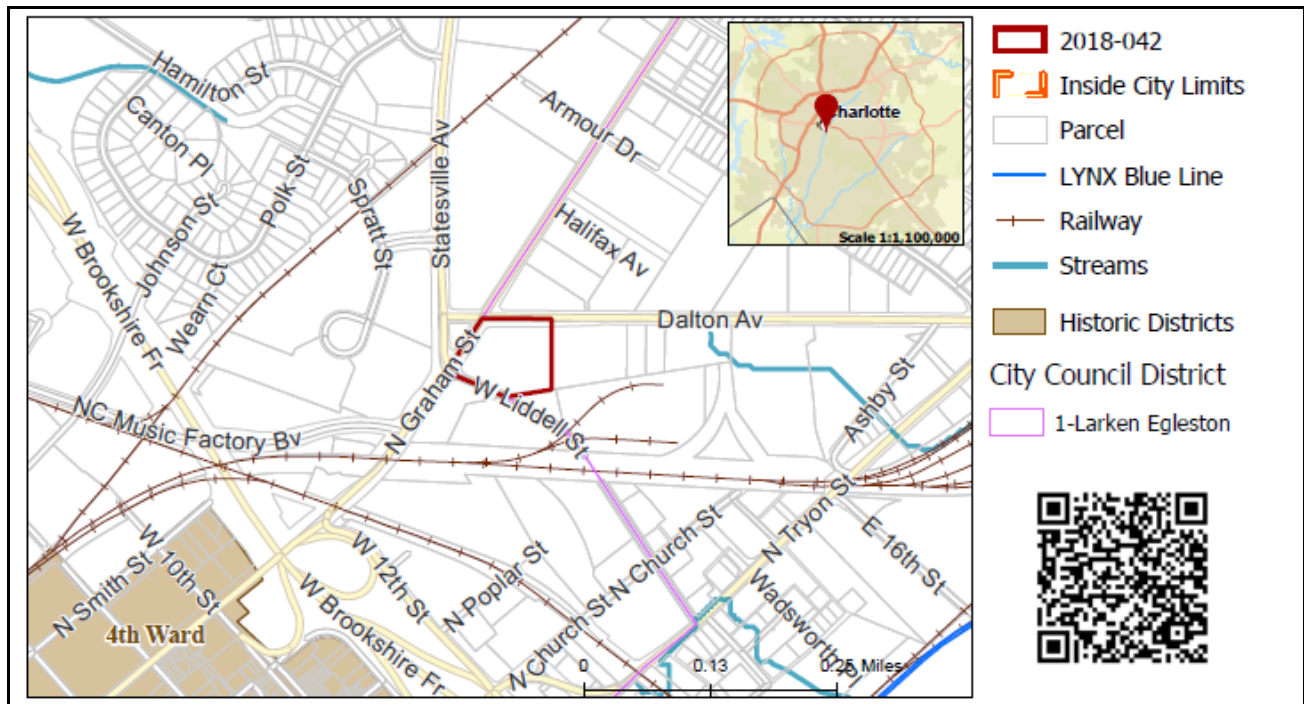 Hamilton St
Canton Pl
Johnson St
Polk St
Wearn Ct
Spratt St
Statesville Av
Armour Dr
Halifax Av
Charlotte
Scale 1:1,100,000
W Brookshire Fr
Dalton Av
N Graham St
W Liddell St
NC Music Factory Bv
Ashby St
N Tryon St
E 16th St
N Church St
N Church St
Wadsworth Pl
N Poplar St
W 12th St
W 10th St
N Smith St
4th Ward
W Brookshire Fr
0 0.13 0.25 Miles
2018-042
Inside City Limits
Parcel
LYNX Blue Line
Railway
Streams
Historic Districts
City Council District
1-Larken Egleston